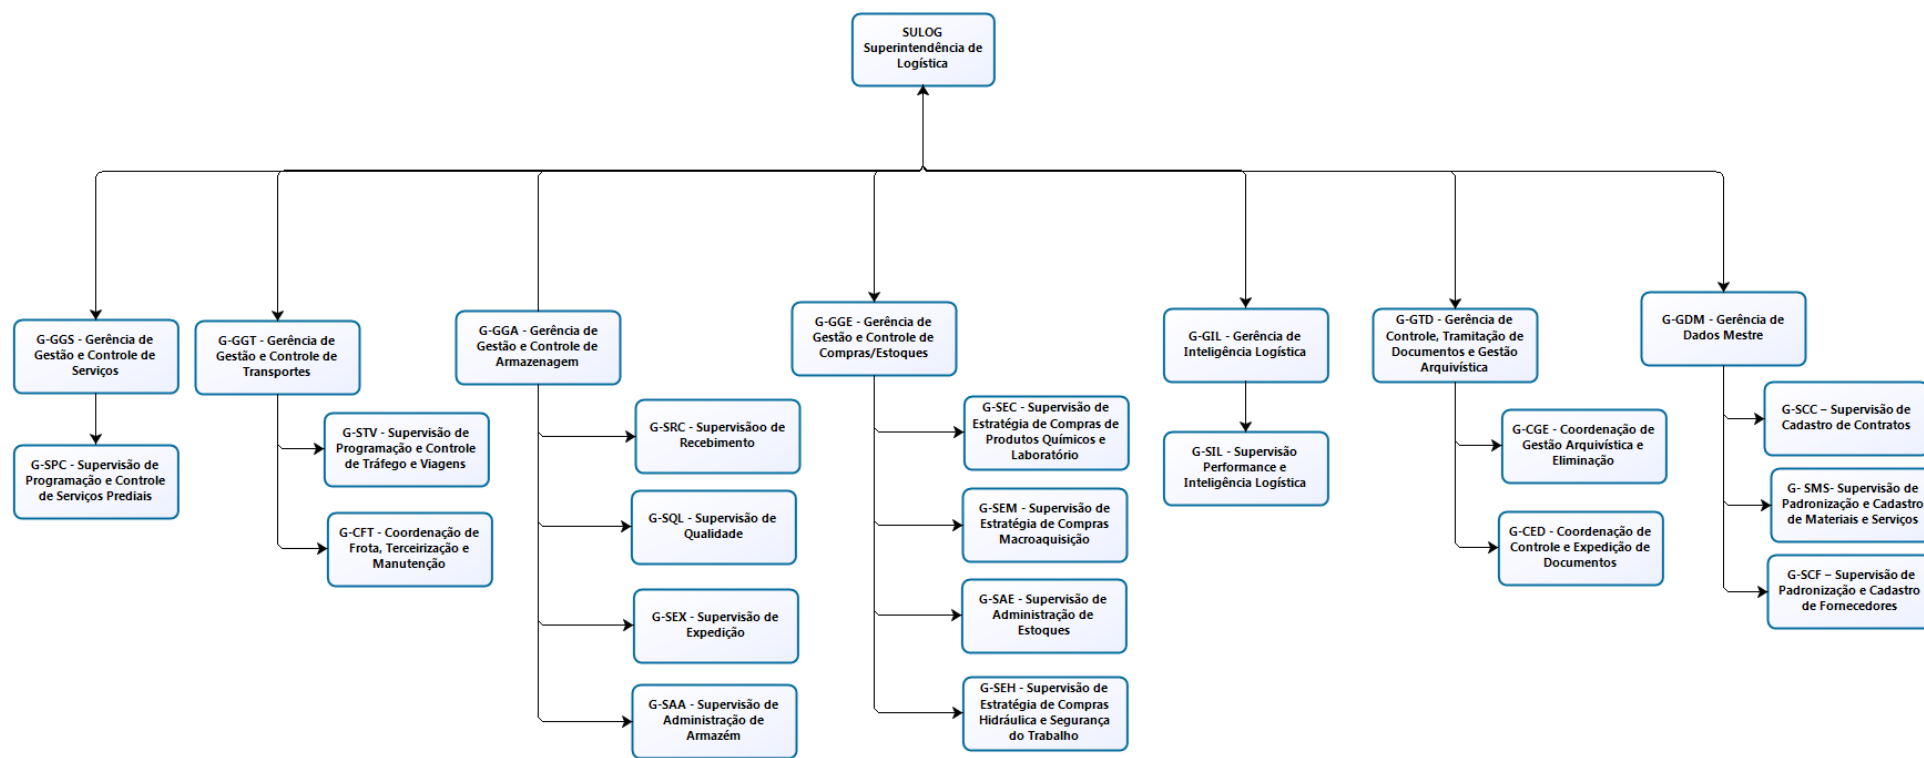 SULOG
Superintendência de
Logística
G-GGS - Gerência de
Gestão e Controle de
Serviços
G-GGT - Gerência de
Gestão e Controle de
Transportes
G-GGA - Gerência de
Gestão e Controle de
Armazenagem
G-GGE - Gerência de
Gestão e Controle de
Compras/Estoques
G-GIL - Gerência de
Inteligência Logística
G-GTD - Gerência de
Controle, Tramitação de
Documentos e Gestão
Arquivística
G-GDM - Gerência de
Dados Mestre
G-SPC - Supervisão de
Programação e Controle
de Serviços Prediais
G-STV - Supervisão de
Programação e Controle
de Tráfego e Viagens
G-CFT - Coordenação de
Frota, Terceirização e
Manutenção
G-SRC - Supervisãoo de
Recebimento
G-SQL - Supervisão de
Qualidade
G-SEX - Supervisão de
Expedição
G-SAA - Supervisão de
Administração de
Armazém
G-SEC - Supervisão de
Estratégia de Compras de
Produtos Químicos e
Laboratório
G-SEM - Supervisão de
Estratégia de Compras
Macroaquisição
G-SAE - Supervisão de
Administração de
Estoques
G-SEH - Supervisão de
Estratégia de Compras
Hidráulica e Segurança
do Trabalho
G-SIL - Supervisão
Performance e
Inteligência Logística
G-CGE - Coordenação de
Gestão Arquivística e
Eliminação
G-CED - Coordenação de
Controle e Expedição de
Documentos
G-SCC – Supervisão de
Cadastro de Contratos
G- SMS- Supervisão de
Padronização e Cadastro
de Materiais e Serviços
G-SCF – Supervisão de
Padronização e Cadastro
de Fornecedores